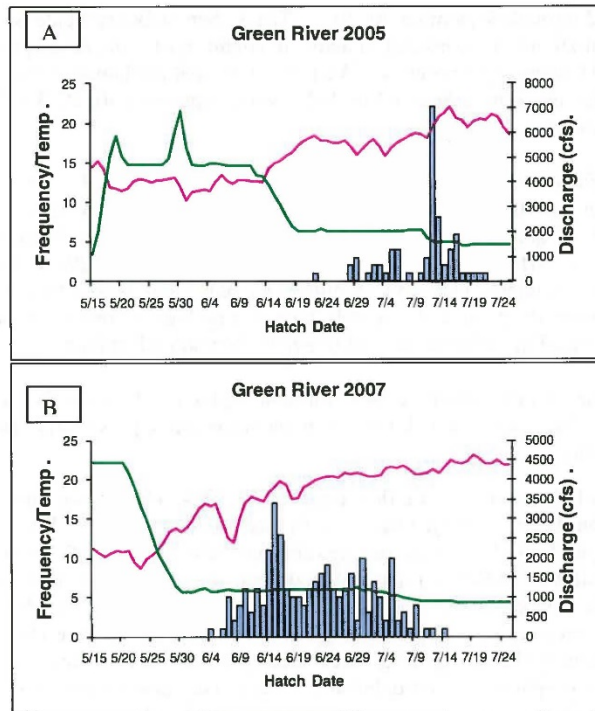 A
Green River 2005
Frequency/Temp.
25
20
15
10
5
0
8000
7000
6000
5000
4000
3000
2000
1000
0
Discharge (cfs) .
5/15 5/20 5/25 5/30 6/4 6/9 6/14 6/19 6/24 6/29 7/4 7/9 7/14 7/19 7/24
Hatch Date
B
Green River 2007
Frequency/Temp .
25
20
15
10
5
0
5000
4500
4000
3500
3000
2500
2000
1500
1000
500
0
Discharge (cfs) .
5/15 5/20 5/25 5/30 6/4 6/9 6/14 6/19 6/24 6/29 7/4 7/9 7/14 7/19 7/24
Hatch Date